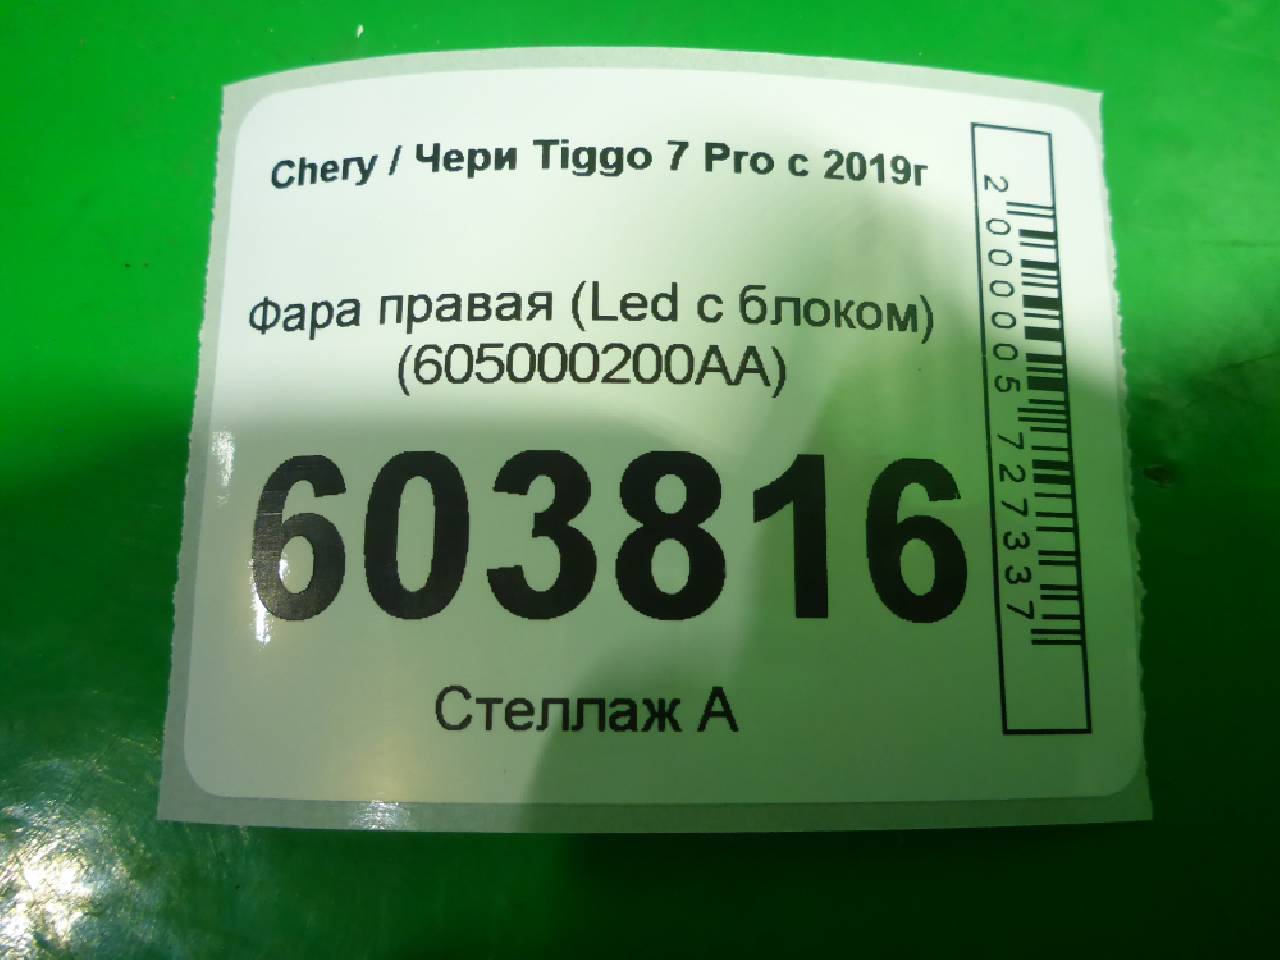 Chery / Чери Tiggo 7 Pro с 2019г
Фара правая (Led с блоком)
(605000200AA)
603816
Стеллаж А
2000005727337